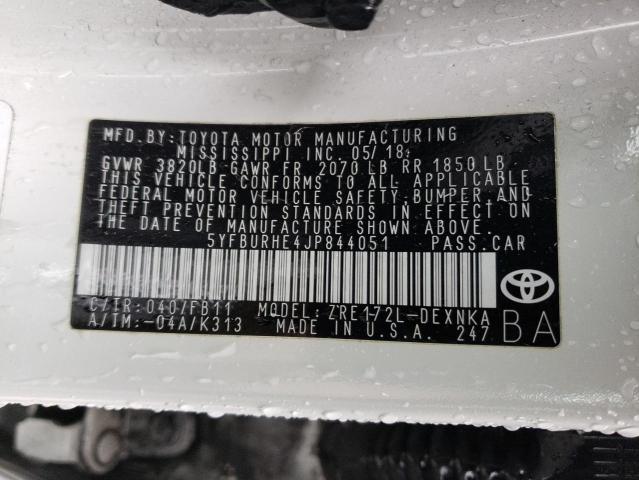 MFD.BY:TOYOTA MOTOR MANUFACTURING
MISSISSIPPI INC. 05/18
GVWR 3820LB GAWR FR 2070 LB RR 1850 LB
THIS VEHICLE CONFORMS TO ALL APPLICABLE
FEDERAL MOTOR VEHICLE SAFETY, BUMPER, AND
THEFT PREVENTION STANDARDS IN EFFECT ON
THE DATE OF MANUFACTURE SHOWN ABOVE.
5YFBURHE4JP844051 PASS.CAR
C/TR: 040/FB11 MODEL: ZRE172L-DEXNKA
A/TM:-04A/K313 MADE IN U.S.A. 247
BA